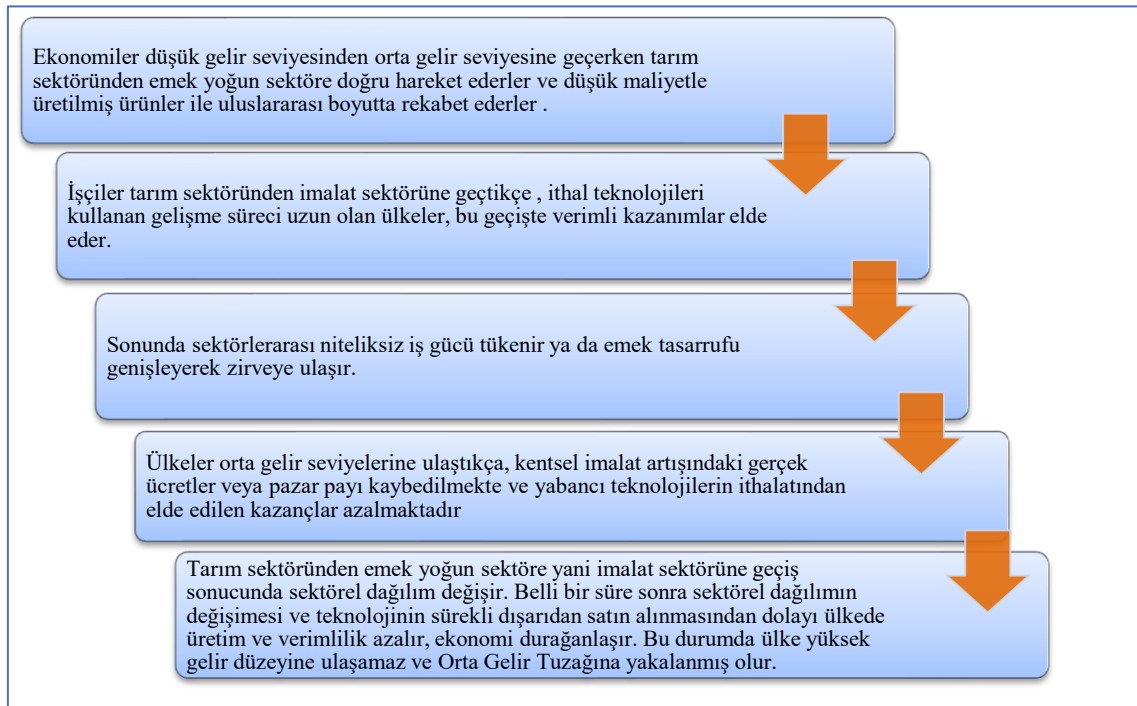 Ekonomiler düşük gelir seviyesinden orta gelir seviyesine geçerken tarım
sektöründen emek yoğun sektöre doğru hareket ederler ve düşük maliyetle
üretilmiş ürünler ile uluslararası boyutta rekabet ederler .
İşçiler tarım sektöründen imalat sektörüne geçtikçe , ithal teknolojileri
kullanan gelişme süreci uzun olan ülkeler, bu geçişte verimli kazanımlar elde
eder.
Sonunda sektörlerarası niteliksiz iş gücü tükenir ya da emek tasarrufu
genişleyerek zirveye ulaşır.
Ülkeler orta gelir seviyelerine ulaştıkça, kentsel imalat artışındaki gerçek
ücretler veya pazar payı kaybedilmekte ve yabancı teknolojilerin ithalatından
elde edilen kazançlar azalmaktadır
Tarım sektöründen emek yoğun sektöre yani imalat sektörüne geçiş
sonucunda sektörel dağılım değişir. Belli bir süre sonra sektörel dağılımın
değişimesi ve teknolojinin sürekli dışarıdan satın alınmasından dolayı ülkede
üretim ve verimlilik azalır, ekonomi durağanlaşır. Bu durumda ülke yüksek
gelir düzeyine ulaşamaz ve Orta Gelir Tuzağına yakalanmış olur.